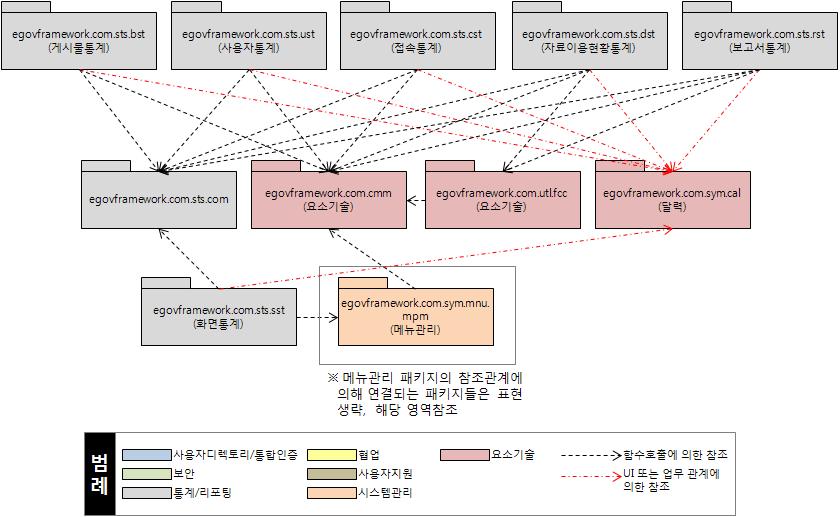 egovframework.com.sts.bst
(게시물통계)
egovframework.com.sts.ust
(사용자통계)
egovframework.com.sts.cst
(접속통계)
egovframework.com.sts.dst
(자료이용현황통계)
egovframework.com.sts.rst
(보고서통계)
egovframework.com.sts.com
egovframework.com.cmm
(요소기술)
egovframework.com.utl.fcc
(요소기술)
egovframework.com.sym.cal
(달력)
egovframework.com.sts.sst
(화면통계)
egovframework.com.sym.mnu.
mpm
(메뉴관리)
※ 메뉴관리 패키지의 참조관계에
의해 연결되는 패키지들은 표현
생략, 해당 영역참조
범
례
사용자디렉토리/통합인증
보안
통계/리포팅
협업
사용자지원
시스템관리
요소기술
함수호출에 의한 참조
UI 또는 업무 관계에
의한 참조